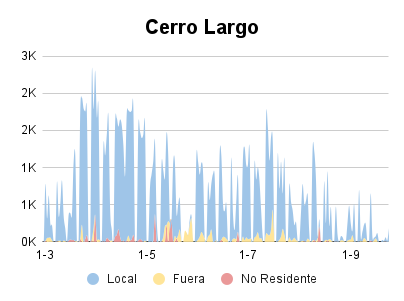 Cerro Largo
3K
2K
2K
1K
1K
0K
1-3 1-5 1-7 1-9
Local Fuera No Residente